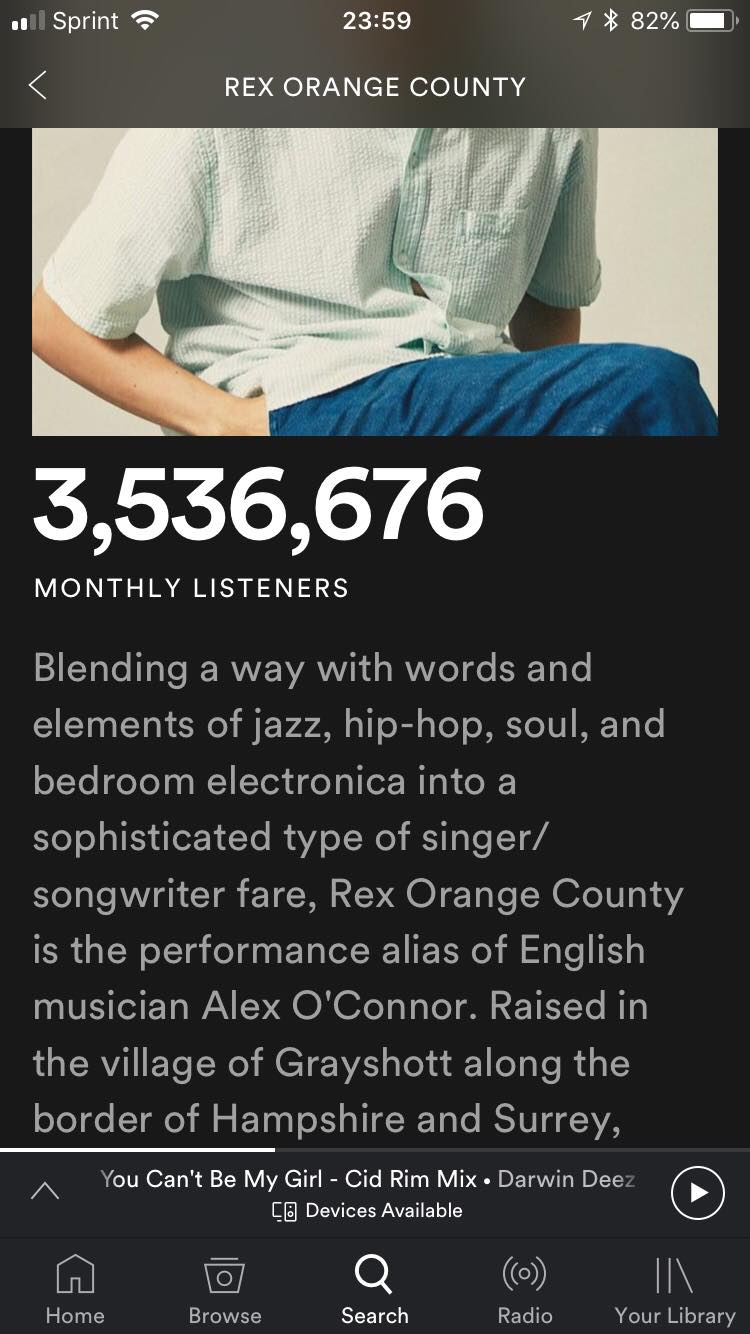 Sprint 23:59 82%
REX ORANGE COUNTY
3,536,676
MONTHLY LISTENERS
Blending a way with words and
elements of jazz, hip-hop, soul, and
bedroom electronica into a
sophisticated type of singer/
songwriter fare, Rex Orange County
is the performance alias of English
musician Alex O'Connor. Raised in
the village of Grayshott along the
border of Hampshire and Surrey,
You Can't Be My Girl - Cid Rim Mix • Darwin Deez
Devices Available
Home Browse Search Radio Your Library